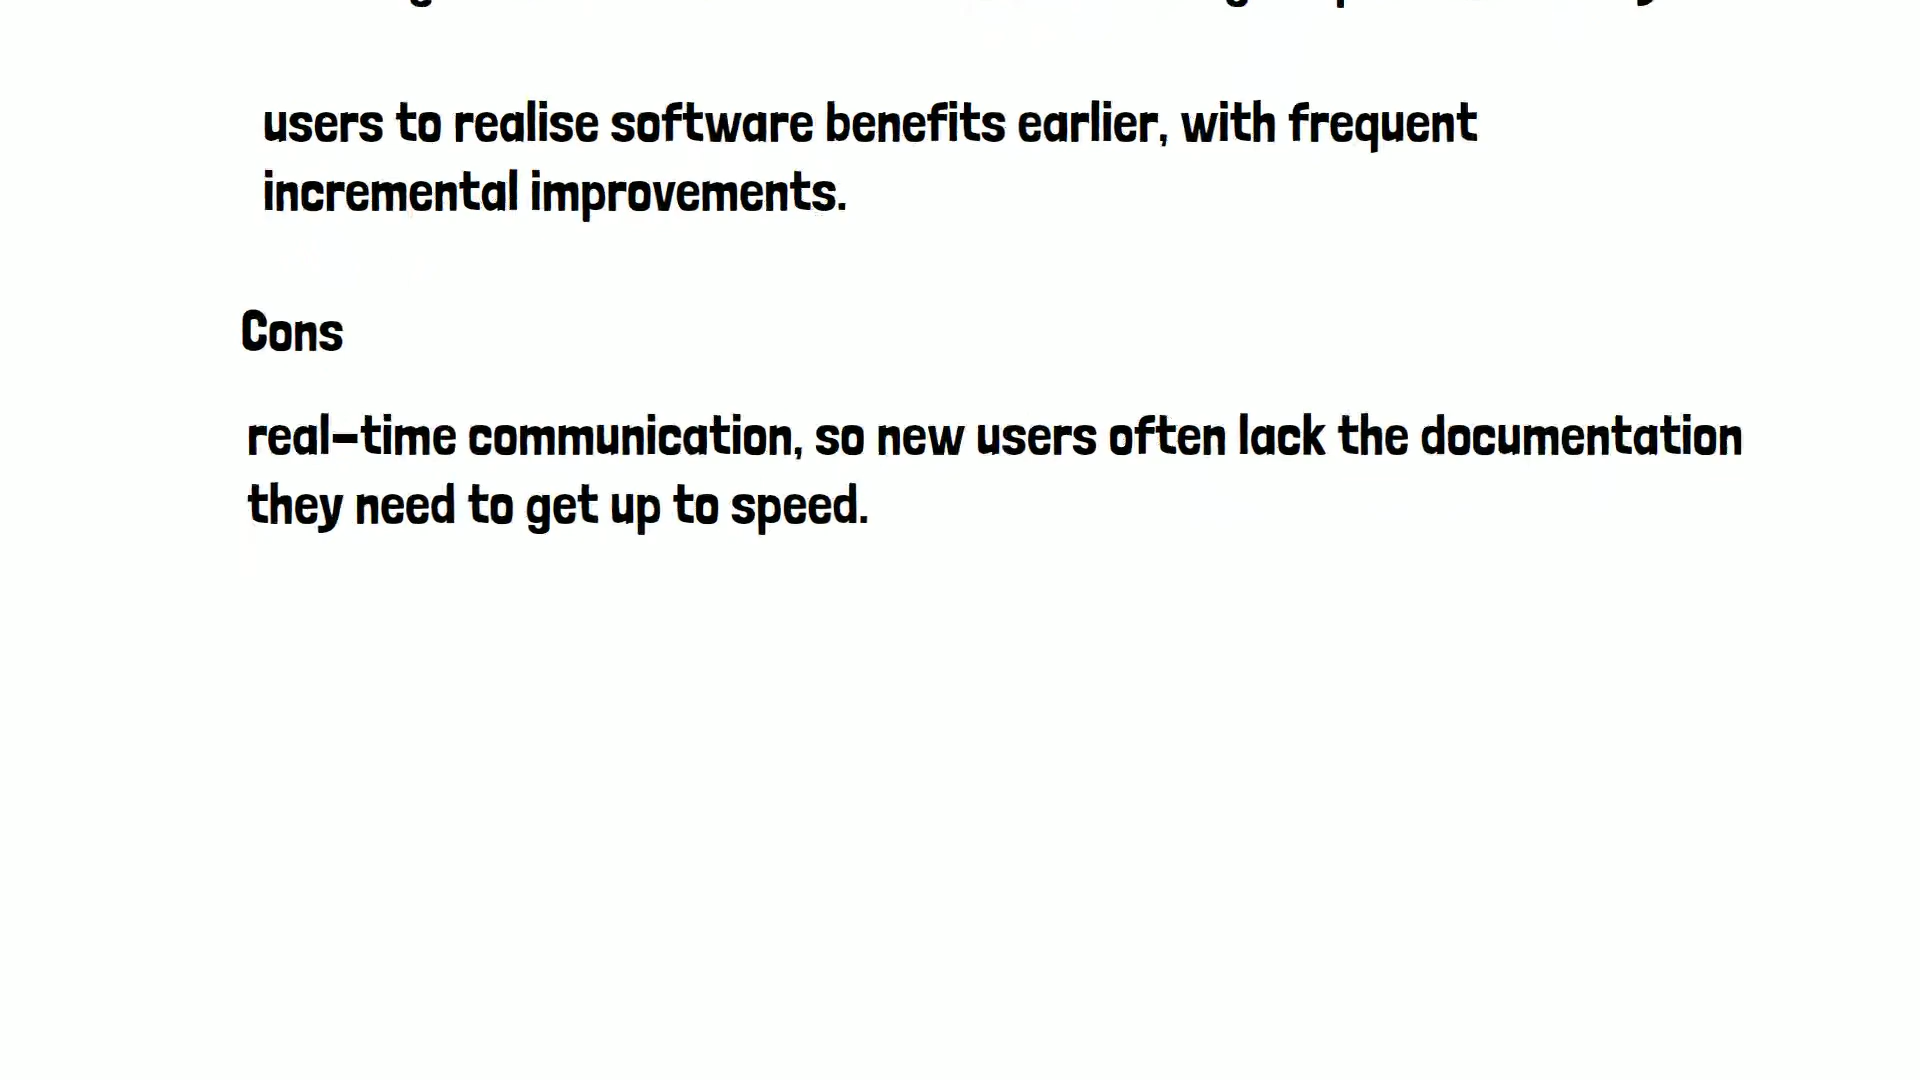 users to realise software benefits earlier, with frequent
incremental improvements.
Cons
real-time communication, so new users often lack the documentation
they need to get up to speed.